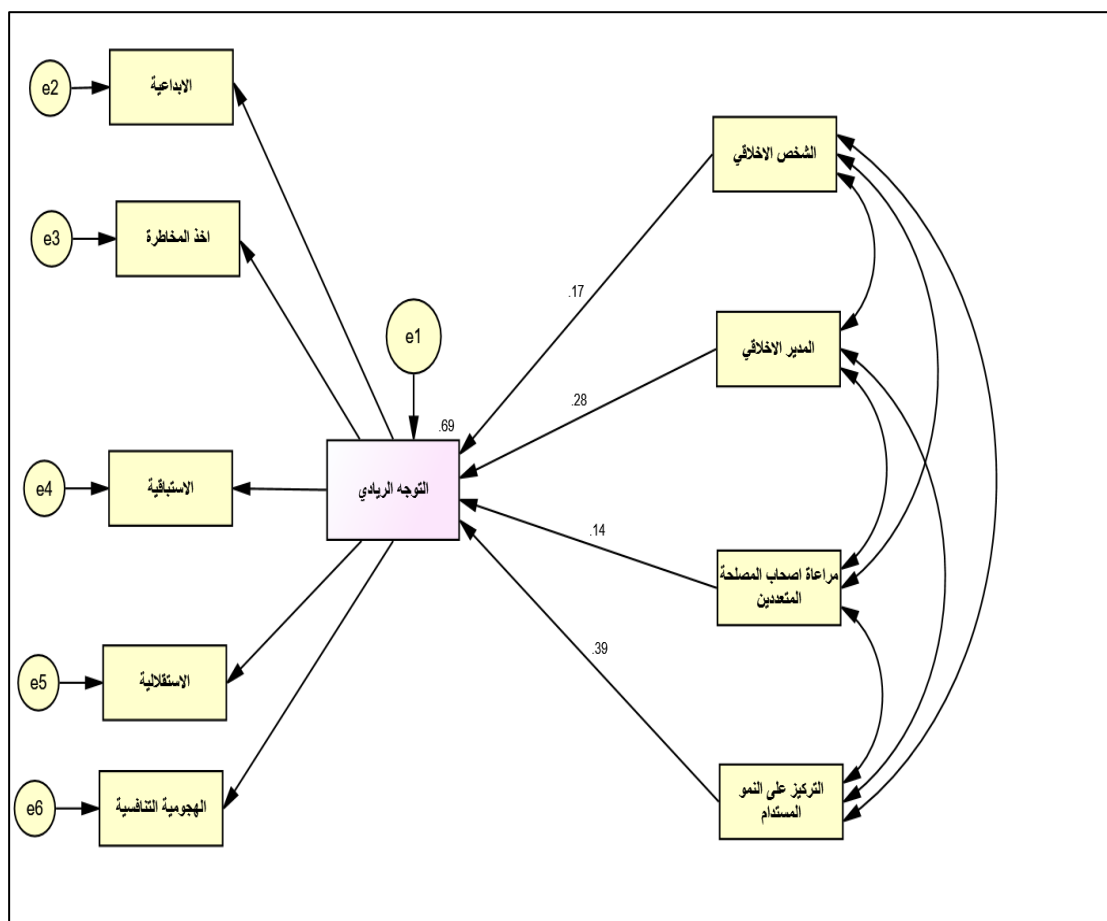 e2
الابداعية
الشخص الاخلاقي
e3
اخذ المخاطرة
.17
e1
المدير الاخلاقي
.28
.69
e4
الاستباقية
التوجه الريادي
.14
مراعاة اصحاب المصلحة
المتعددين
.39
e5
الاستقلالية
e6
الهجومية التنافسية
التركيز على النمو
المستدام